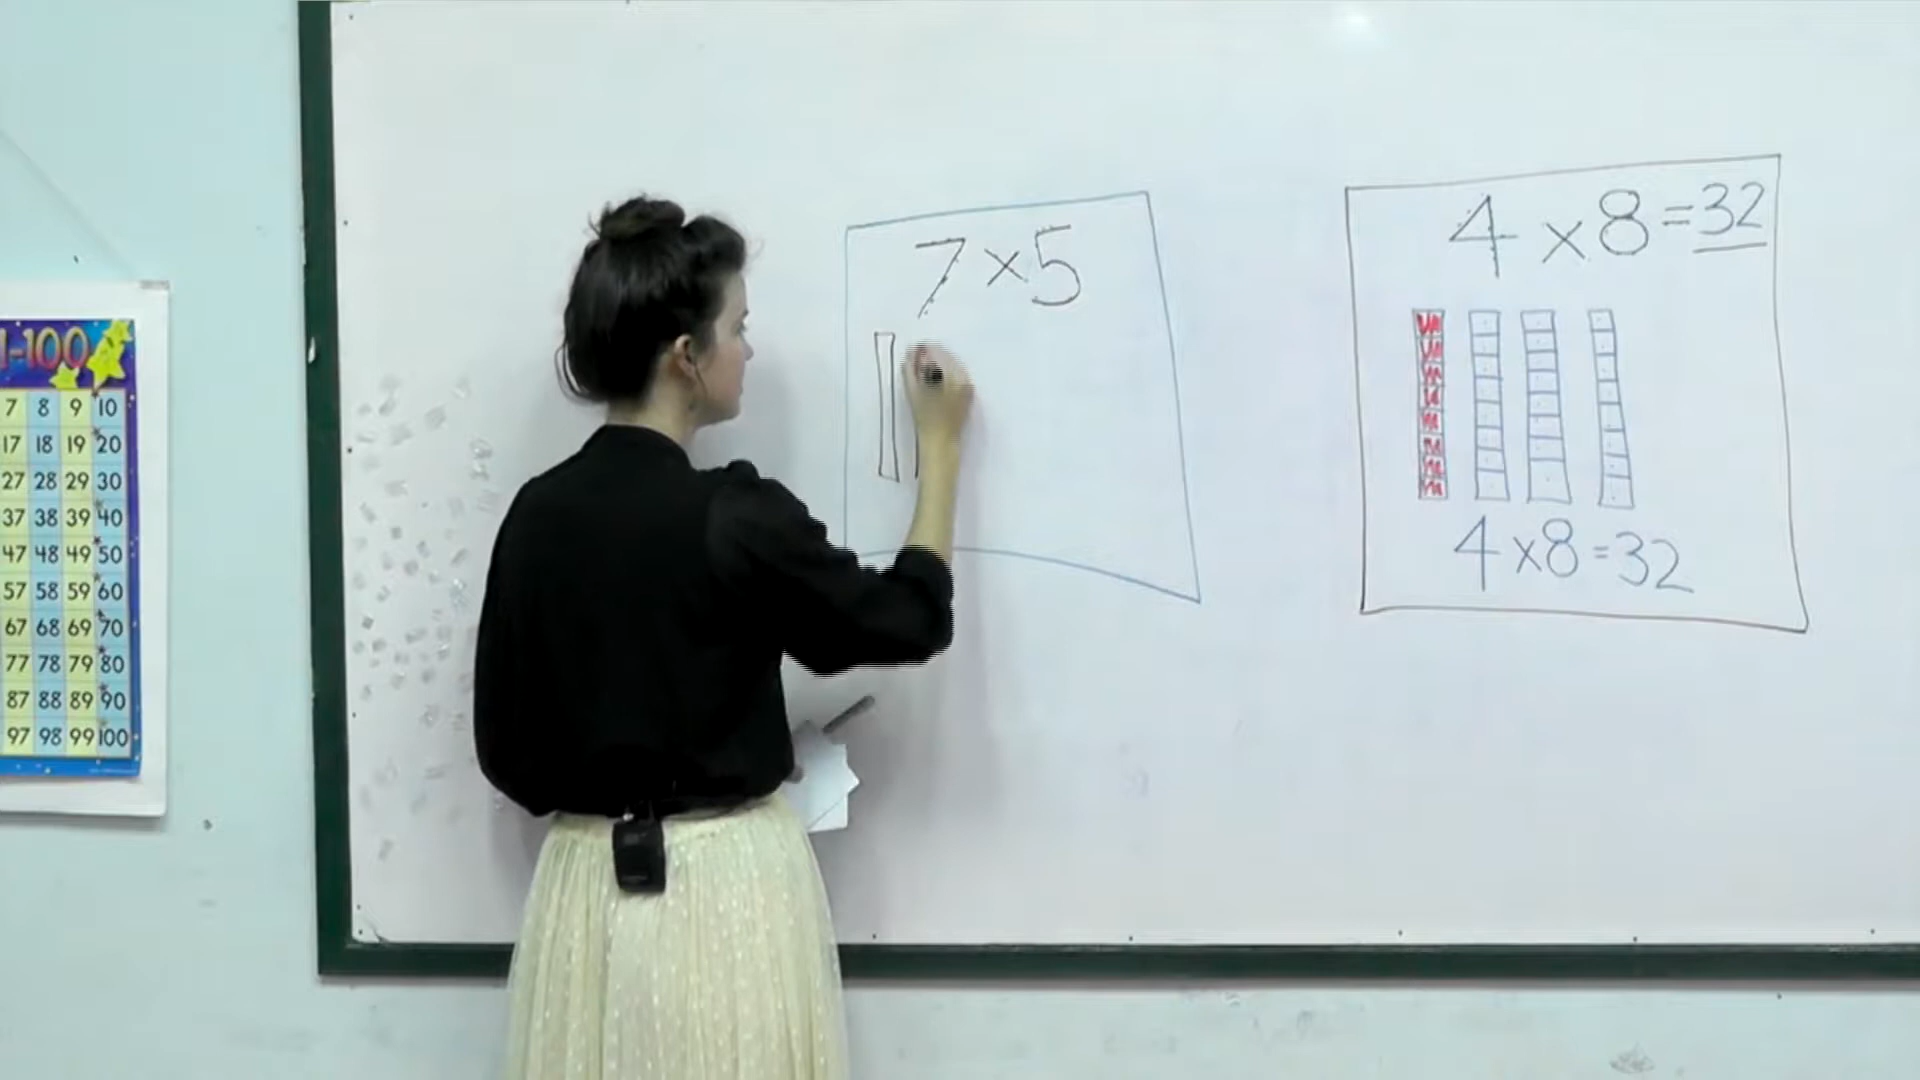 1-100
7 8 9 10
17 18 19 20
27 28 29 30
37 38 39 40
47 48 49 50
57 58 59 60
67 68 69 70
77 78 79 80
87 88 89 90
97 98 99 100
7×5
4×8=32
4×8=32